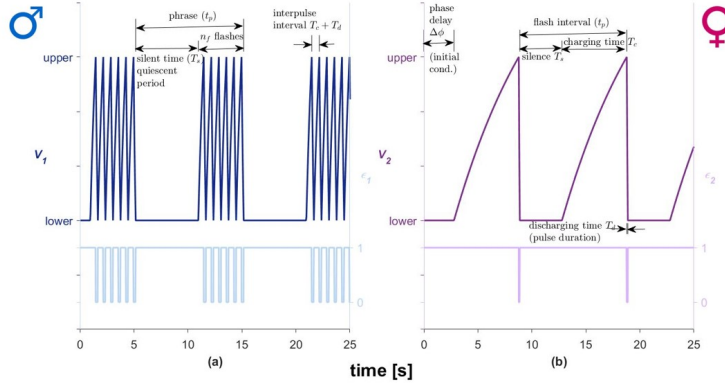 phrase (t_p)
n_f flashes
silent time (T_s)
quiescent
period
interpulse
interval T_c + T_d
upper
V_1
lower
ϵ_1
1
0
0 5 10 15 20 25
(a)
phase
delay
Δϕ
(initial
cond.)
flash interval (t_p)
charging time T_c
silence T_s
upper
V_2
lower
discharging time T_d
(pulse duration)
ϵ_2
1
0
0 5 10 15 20 25
(b)
time [s]